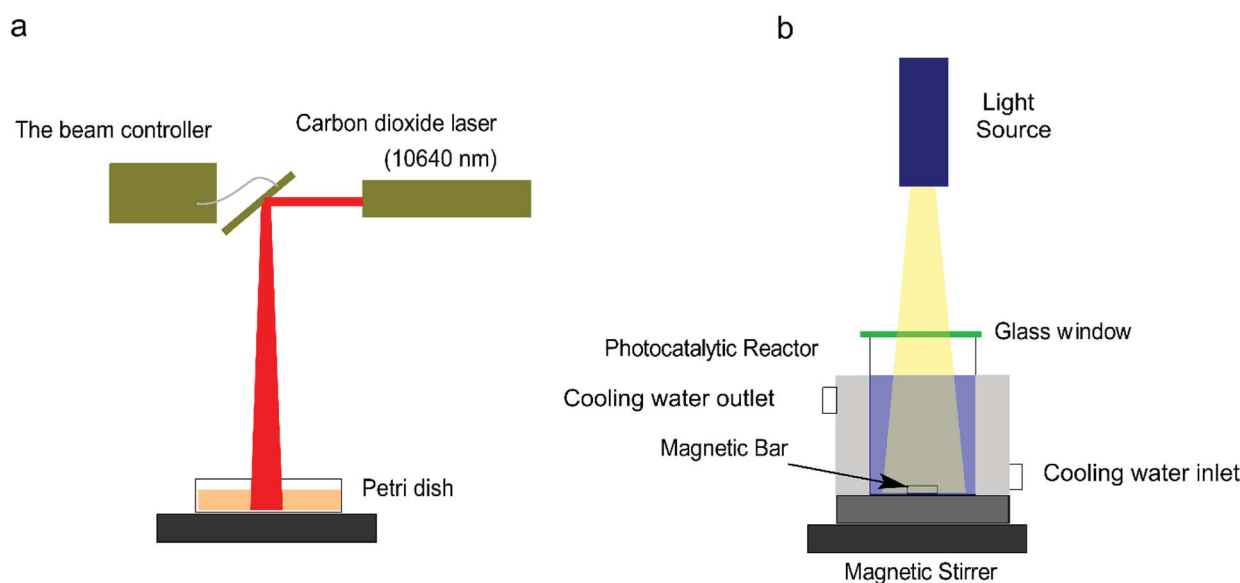 a
The beam controller
Carbon dioxide laser
(10640 nm)
Petri dish
b
Light
Source
Glass window
Photocatalytic Reactor
Cooling water outlet
Magnetic Bar
Cooling water inlet
Magnetic Stirrer